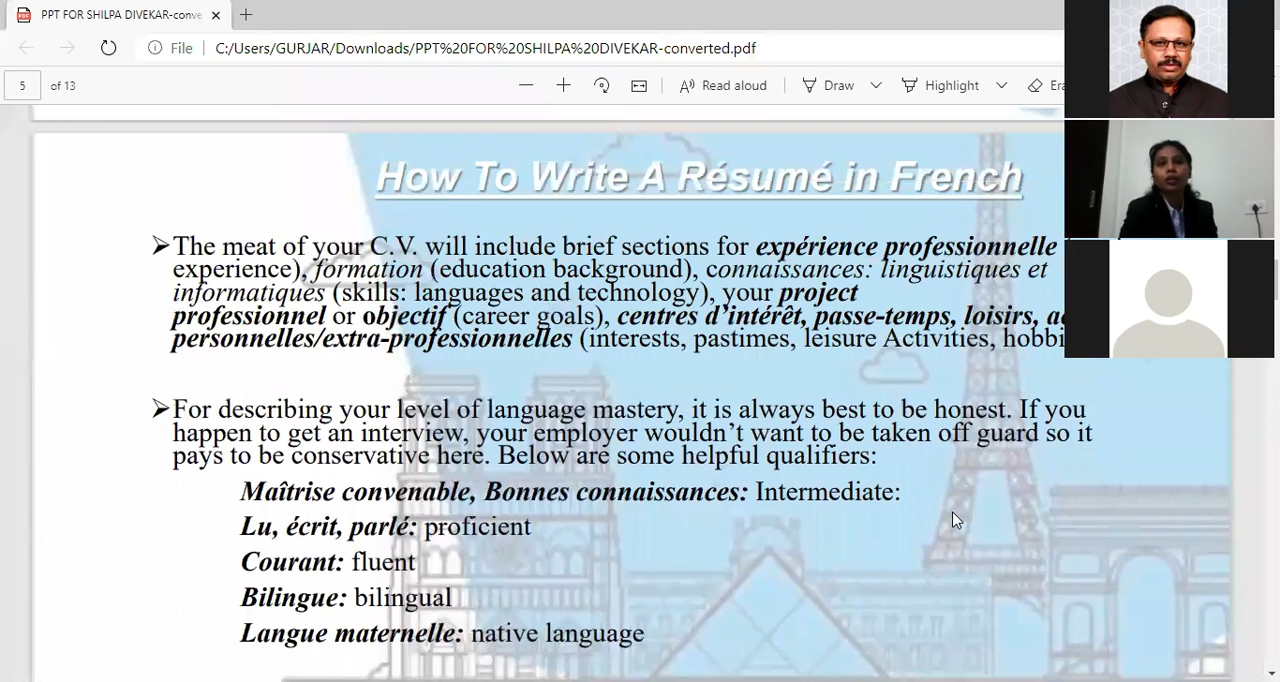 PPT FOR SHILPA DIVEKAR-conve
File C:/Users/GURJAR/Downloads/PPT%20FOR%20SHILPA%20DIVEKAR-converted.pdf
5 of 13 Read aloud Draw Highlight
How To Write A Résumé in French
The meat of your C.V. will include brief sections for expérience professionnelle
experience), formation (education background), connaissances: linguistiques et
informatiques (skills: languages and technology), your project
professionnel or objectif (career goals), centres d’intérêt, passe-temps, loisirs,
personnelles/extra-professionnelles (interests, pastimes, leisure Activities,
For describing your level of language mastery, it is always best to be honest. If you
happen to get an interview, your employer wouldn’t want to be taken off guard so it
pays to be conservative here. Below are some helpful qualifiers:
Maîtrise convenable, Bonnes connaissances: Intermediate:
Lu, écrit, parlé: proficient
Courant: fluent
Bilingue: bilingual
Langue maternelle: native language